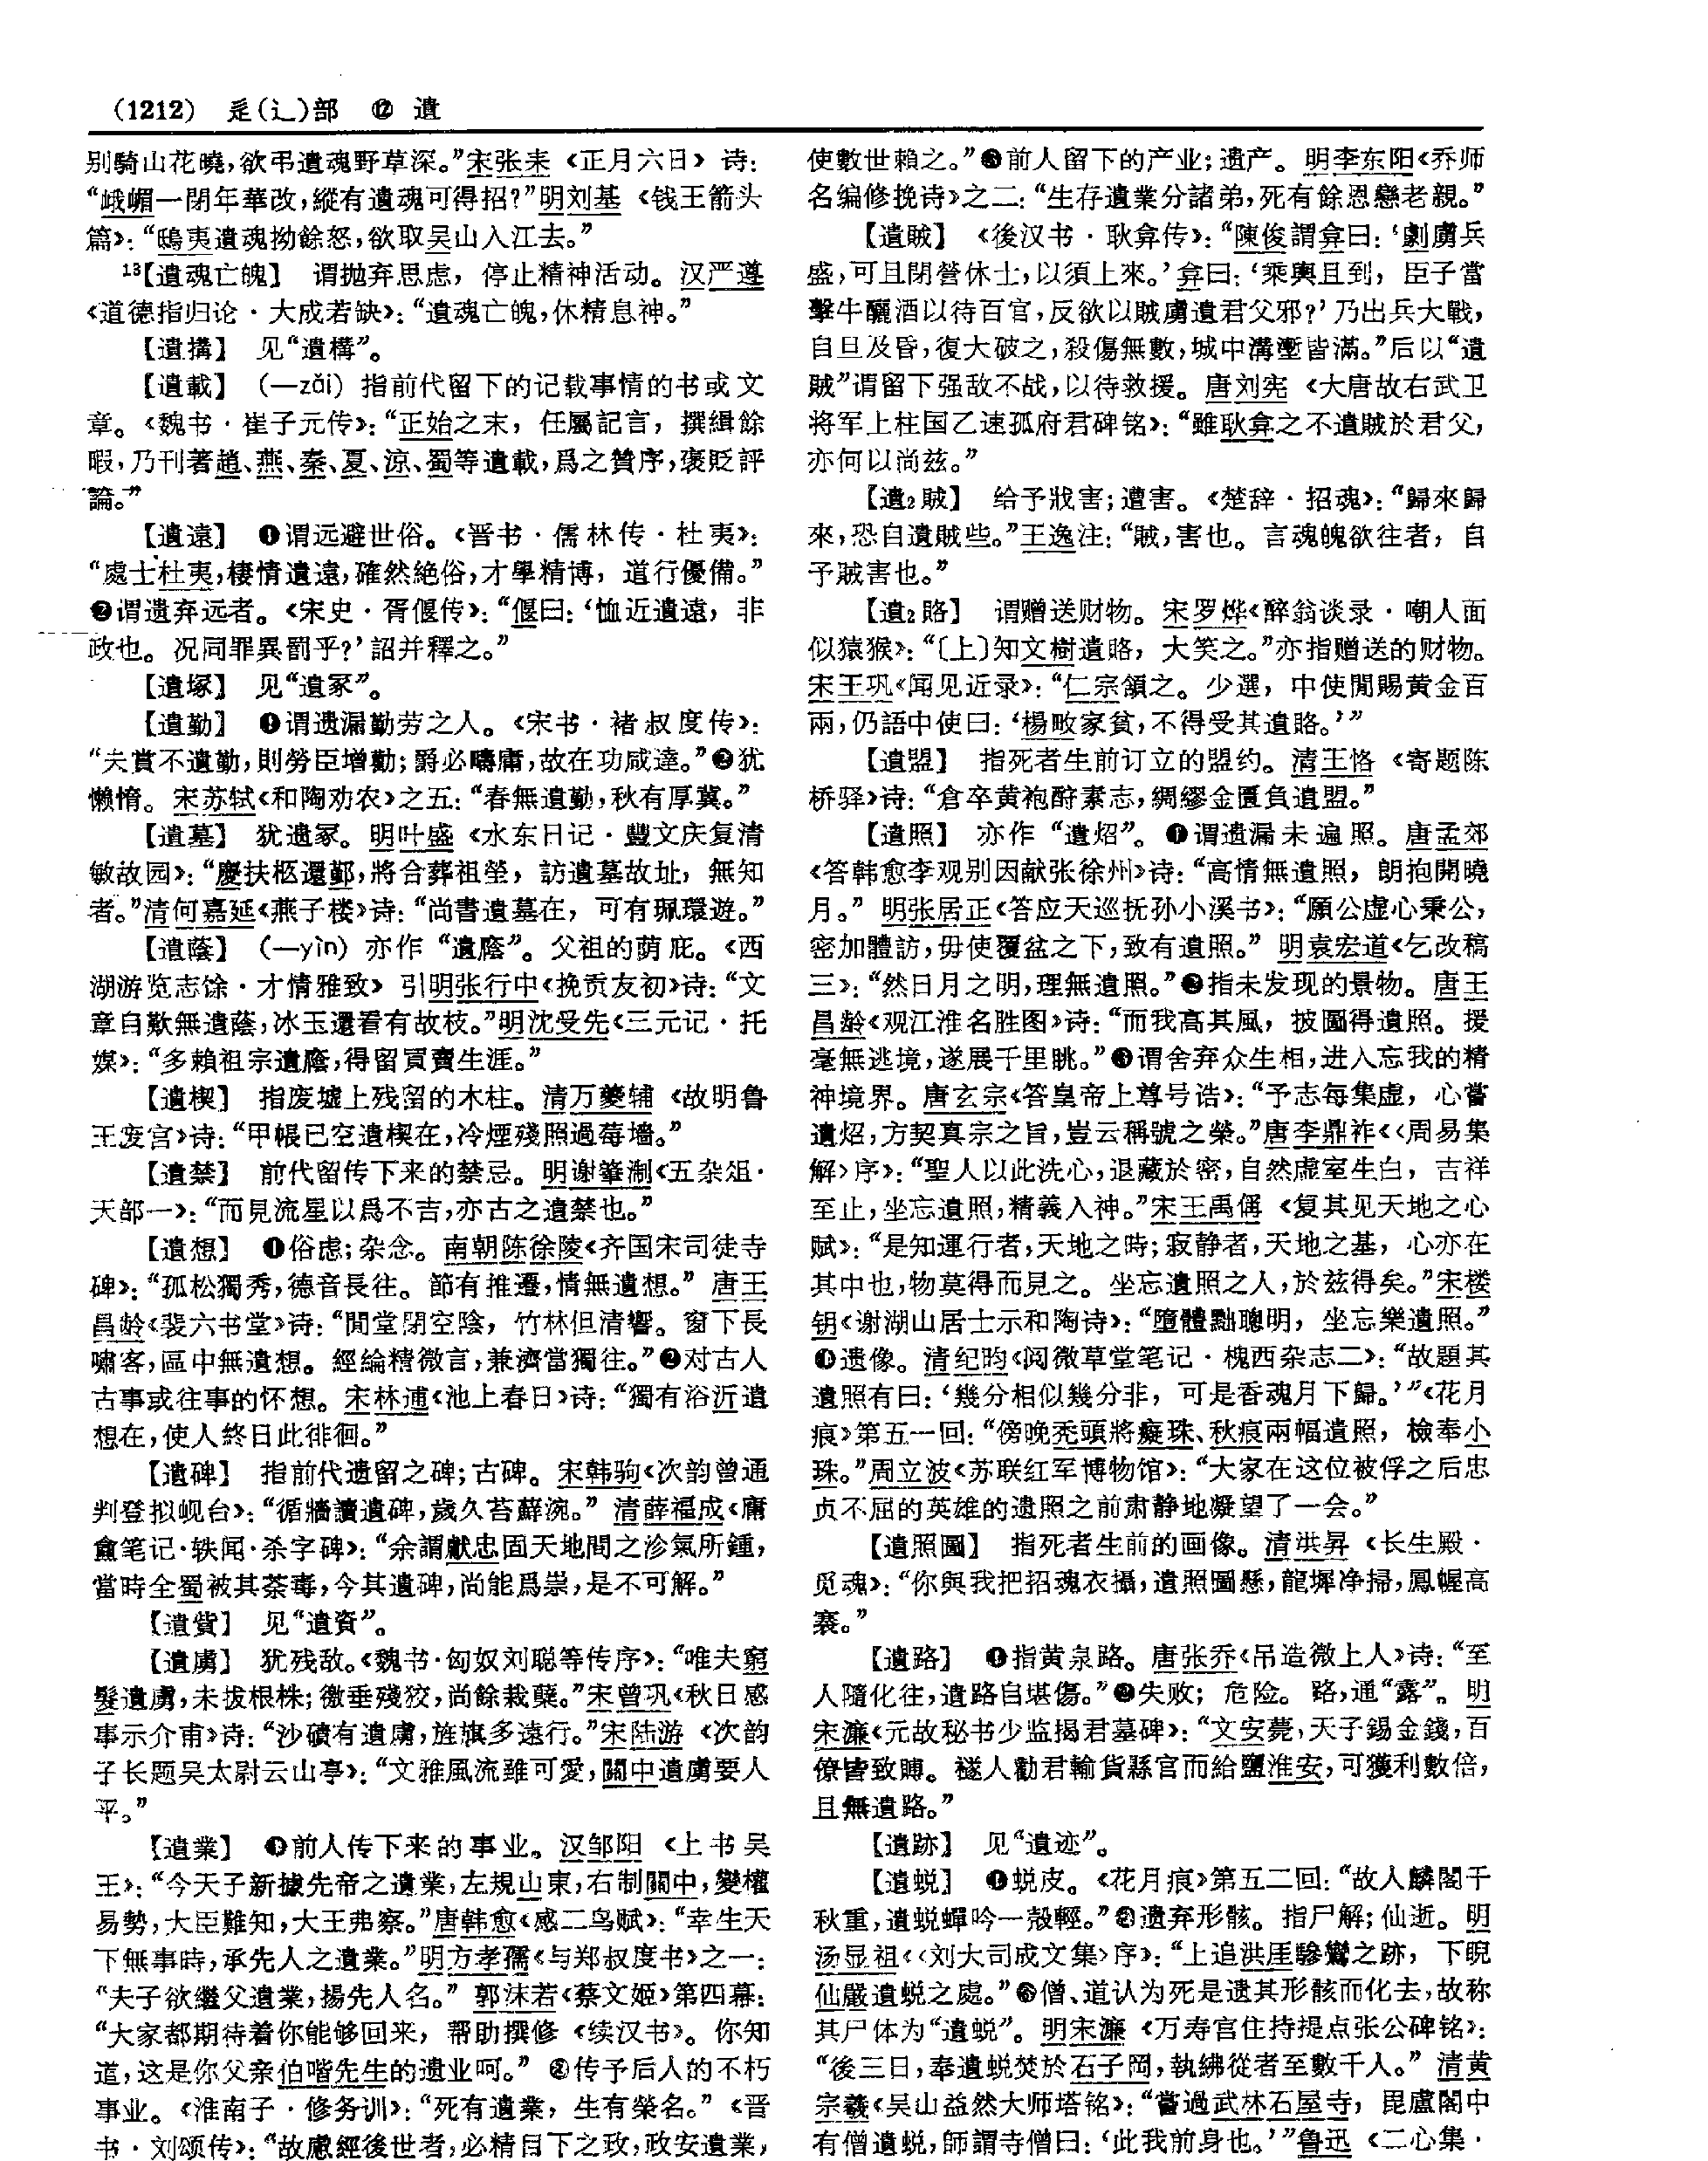 (1212) 辵(辶)部 ⑫ 遺
别騎山花曉,欲弔遺魂野草深。”宋张耒《正月六日》诗:
“峨嵋一閉年華改,縱有遺魂可得招?”明刘基《钱王箭头
篇》:“鴟夷遺魂拗餘怒,欲取吴山入江去。”
13【遺魂亡魄】 谓抛弃思虑,停止精神活动。汉严遵
《道德指归论·大成若缺》:“遺魂亡魄,休精息神。”
【遺搆】 见“遺構”。
【遺載】 (—zǎi) 指前代留下的记载事情的书或文
章。《魏书·崔子元传》:“正始之末,任屬記言,撰緝餘
暇,乃刊著趙、燕、秦、夏、涼、蜀等遺載,爲之贊序,褒貶評
論。”
【遺遠】 ❶谓远避世俗。《晋书·儒林传·杜夷》:
“處士杜夷,棲情遺遠,確然絶俗,才學精博,道行優備。”
❷谓遗弃远者。《宋史·胥偃传》:“偃曰:‘恤近遺遠,非
政也。况同罪異罰乎?’詔并釋之。”
【遺塚】 见“遺冢”。
【遺勤】 ❶谓遗漏勤劳之人。《宋书·褚叔度传》:
“夫賞不遺勤,則勞臣增勸;爵必疇庸,故在功咸達。”❷犹
懒惰。宋苏轼《和陶劝农》之五:“春無遺勤,秋有厚冀。”
【遺墓】 犹遗冢。明叶盛《水东日记·豐文庆复清
敏故园》:“慶扶柩還鄞,將合葬祖塋,訪遺墓故址,無知
者。”清何嘉延《燕子楼》诗:“尚書遺墓在,可有珮環遊。”
【遺蔭】 (—yìn) 亦作“遺廕”。父祖的荫庇。《西
湖游览志馀·才情雅致》引明张行中《挽贡友初》诗:“文
章自歎無遺蔭,冰玉還看有故枝。”明沈受先《三元记·托
媒》:“多賴祖宗遺廕,得留買賣生涯。”
【遺楔】 指废墟上残留的木柱。清万夔辅《故明鲁
王废宫》诗:“甲帳已空遺楔在,冷煙殘照過莓墻。”
【遺禁】 前代留传下来的禁忌。明谢肇淛《五杂俎·
天部一》:“而見流星以爲不吉,亦古之遺禁也。”
【遺想】 ❶俗虑;杂念。南朝陈徐陵《齐国宋司徒寺
碑》:“孤松獨秀,德音長往。節有推遷,情無遺想。”唐王
昌龄《裴六书堂》诗:“閒堂閉空陰,竹林但清響。窗下長
嘯客,區中無遺想。經綸精微言,兼濟當獨往。”❷对古人
古事或往事的怀想。宋林逋《池上春日》诗:“獨有浴沂遺
想在,使人終日此徘徊。”
【遺碑】 指前代遗留之碑;古碑。宋韩驹《次韵曾通
判登拟岘台》:“循牆讀遺碑,歲久苔蘚涴。”清薛福成《庸
盦笔记·轶闻·杀字碑》:“余謂獻忠固天地間之沴氣所鍾,
當時全蜀被其荼毒,今其遺碑,尚能爲祟,是不可解。”
【遺貲】 见“遺資”。
【遺虜】 犹残敌。《魏书·匈奴刘聪等传序》:“唯夫窮
髮遺虜,未拔根株;徼垂殘狡,尚餘栽蘖。”宋曾巩《秋日感
事示介甫》诗:“沙磧有遺虜,旌旗多遠行。”宋陆游《次韵
子长题吴太尉云山亭》:“文雅風流雖可愛,關中遺虜要人
平。”
【遺業】 ❶前人传下来的事业。汉邹阳《上书吴
王》:“今天子新據先帝之遺業,左規山東,右制關中,變權
易勢,大臣難知,大王弗察。”唐韩愈《感二鸟赋》:“幸生天
下無事時,承先人之遺業。”明方孝孺《与郑叔度书》之一:
“夫子欲繼父遺業,揚先人名。”郭沫若《蔡文姬》第四幕:
“大家都期待着你能够回来,帮助撰修《续汉书》。你知
道,这是你父亲伯喈先生的遗业呵。”❷传予后人的不朽
事业。《淮南子·修务训》:“死有遺業,生有榮名。”《晋
书·刘颂传》:“故慮經後世者,必精目下之政,政安遺業,
使數世賴之。”❸前人留下的产业;遗产。明李东阳《乔师
名编修挽诗》之二:“生存遺業分諸弟,死有餘恩戀老親。”
【遺賊】 《後汉书·耿弇传》:“陳俊謂弇曰:‘劇虜兵
盛,可且閉營休士,以須上來。’弇曰:‘乘輿且到,臣子當
擊牛釃酒以待百官,反欲以賊虜遺君父邪?’乃出兵大戰,
自旦及昏,復大破之,殺傷無數,城中溝壍皆滿。”后以“遺
賊”谓留下强敌不战,以待救援。唐刘宪《大唐故右武卫
将军上柱国乙速孤府君碑铭》:“雖耿弇之不遺賊於君父,
亦何以尚兹。”
【遺2賊】 给予戕害;遭害。《楚辞·招魂》:“歸來歸
來,恐自遺賊些。”王逸注:“賊,害也。言魂魄欲往者,自
予賊害也。”
【遺2賂】 谓赠送财物。宋罗烨《醉翁谈录·嘲人面
似猿猴》:“〔上〕知文樹遺賂,大笑之。”亦指赠送的财物。
宋王巩《闻见近录》:“仁宗頷之。少選,中使閒賜黄金百
兩,仍語中使曰:‘楊畋家貧,不得受其遺賂。’”
【遺盟】 指死者生前订立的盟约。清王恪《寄题陈
桥驿》诗:“倉卒黄袍酧素志,綢繆金匱負遺盟。”
【遺照】 亦作“遺炤”。❶谓遗漏未遍照。唐孟郊
《答韩愈李观别因献张徐州》诗:“高情無遺照,朗抱開曉
月。”明张居正《答应天巡抚孙小溪书》:“願公虚心秉公,
密加體訪,毋使覆盆之下,致有遺照。”明袁宏道《乞改稿
三》:“然日月之明,理無遺照。”❷指未发现的景物。唐王
昌龄《观江淮名胜图》诗:“而我高其風,披圖得遺照。援
毫無逃境,遂展千里眺。”❸谓舍弃众生相,进入忘我的精
神境界。唐玄宗《答皇帝上尊号诰》:“予志每集虚,心嘗
遺炤,方契真宗之旨,豈云稱號之榮。”唐李鼎祚《〈周易集
解〉序》:“聖人以此洗心,退藏於密,自然虚室生白,吉祥
至止,坐忘遺照,精義入神。”宋王禹偁《复其见天地之心
赋》:“是知運行者,天地之時;寂静者,天地之基,心亦在
其中也,物莫得而見之。坐忘遺照之人,於兹得矣。”宋楼
钥《谢湖山居士示和陶诗》:“墮體黜聰明,坐忘樂遺照。”
❹遗像。清纪昀《阅微草堂笔记·槐西杂志二》:“故題其
遺照有曰:‘幾分相似幾分非,可是香魂月下歸。’”《花月
痕》第五一回:“傍晚秃頭將癡珠、秋痕兩幅遺照,檢奉小
珠。”周立波《苏联红军博物馆》:“大家在这位被俘之后忠
贞不屈的英雄的遗照之前肃静地凝望了一会。”
【遺照圖】 指死者生前的画像。清洪昇《长生殿·
觅魂》:“你與我把招魂衣攝,遺照圖懸,龍墀净掃,鳳幄高
褰。”
【遺路】 ❶指黄泉路。唐张乔《吊造微上人》诗:“至
人隨化往,遺路自堪傷。”❷失败;危险。路,通“露”。明
宋濂《元故秘书少监揭君墓碑》:“文安薨,天子錫金錢,百
僚皆致賻。襚人勸君輸貨縣官而給鹽淮安,可獲利數倍,
且無遺路。”
【遺跡】 见“遺迹”。
【遺蜕】 ❶蜕皮。《花月痕》第五二回:“故人麟閣千
秋重,遺蜕蟬吟一殼輕。”❷遗弃形骸。指尸解;仙逝。明
汤显祖《〈刘大司成文集〉序》:“上追洪厓驂鸞之跡,下睨
仙嚴遺蜕之處。”❸僧、道认为死是遗其形骸而化去,故称
其尸体为“遺蜕”。明宋濂《万寿宫住持提点张公碑铭》:
“後三日,奉遺蜕焚於石子岡,執紼從者至數千人。”清黄
宗羲《吴山益然大师塔铭》:“嘗過武林石屋寺,毘盧閣中
有僧遺蜕,師謂寺僧曰:‘此我前身也。’”鲁迅《二心集·